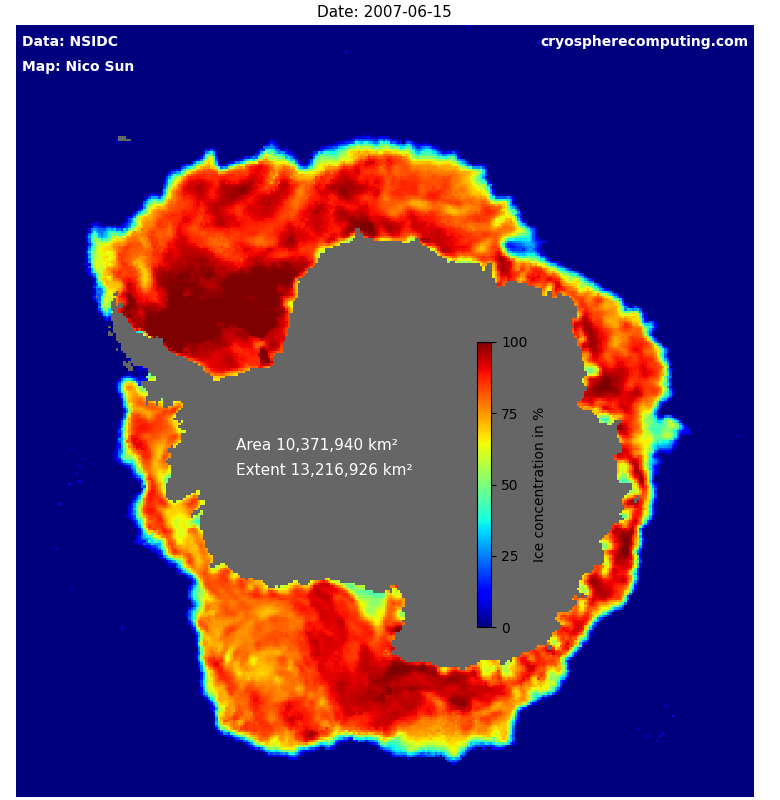 Date: 2007-06-15
Data: NSIDC
cryospherecomputing.com
Map: Nico Sun
Area 10,371,940 km²
Extent 13,216,926 km²
100
75
50
25
0
Ice concentration in %